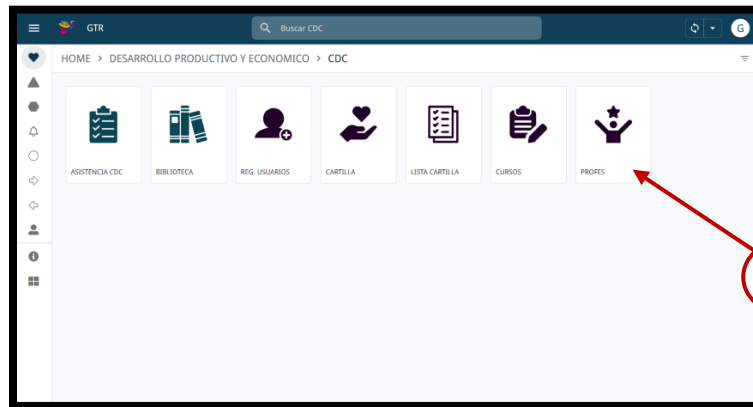 GTR
Buscar CDC
G
HOME > DESARROLLO PRODUCTIVO Y ECONOMICO > CDC
ASISTENCIA CDC
BIBLIOTECA
REG. USUARIOS
CARTILLA
LISTA CARTILLA
CURSOS
PROFES